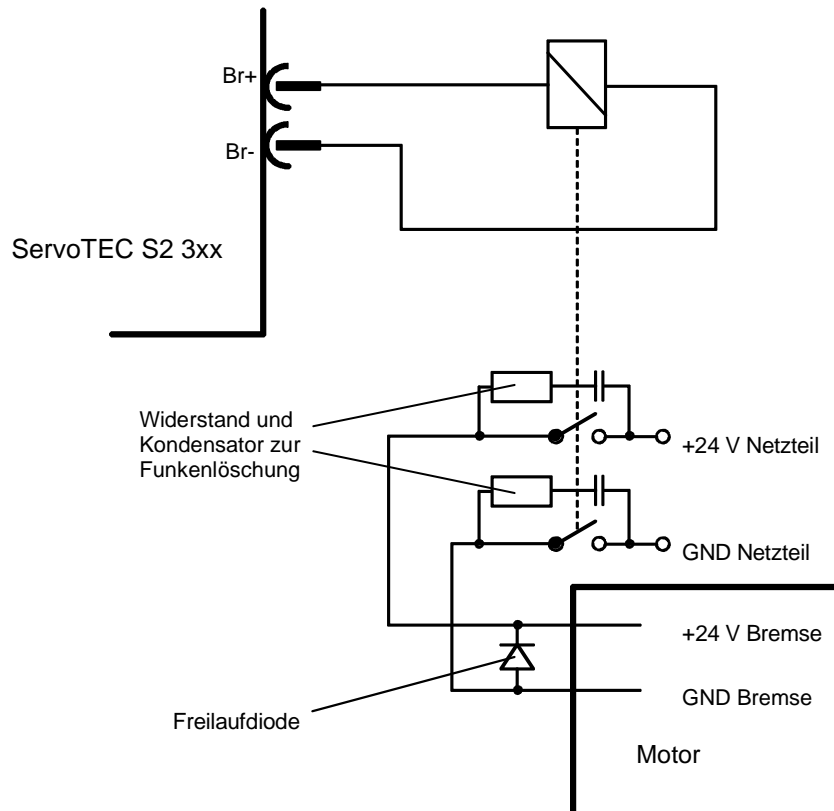 Br+
Br-
ServoTEC S2 3xx
Widerstand und
Kondensator zur
Funkenlöschung
+24 V Netzteil
GND Netzteil
+24 V Bremse
GND Bremse
Freilaufdiode
Motor